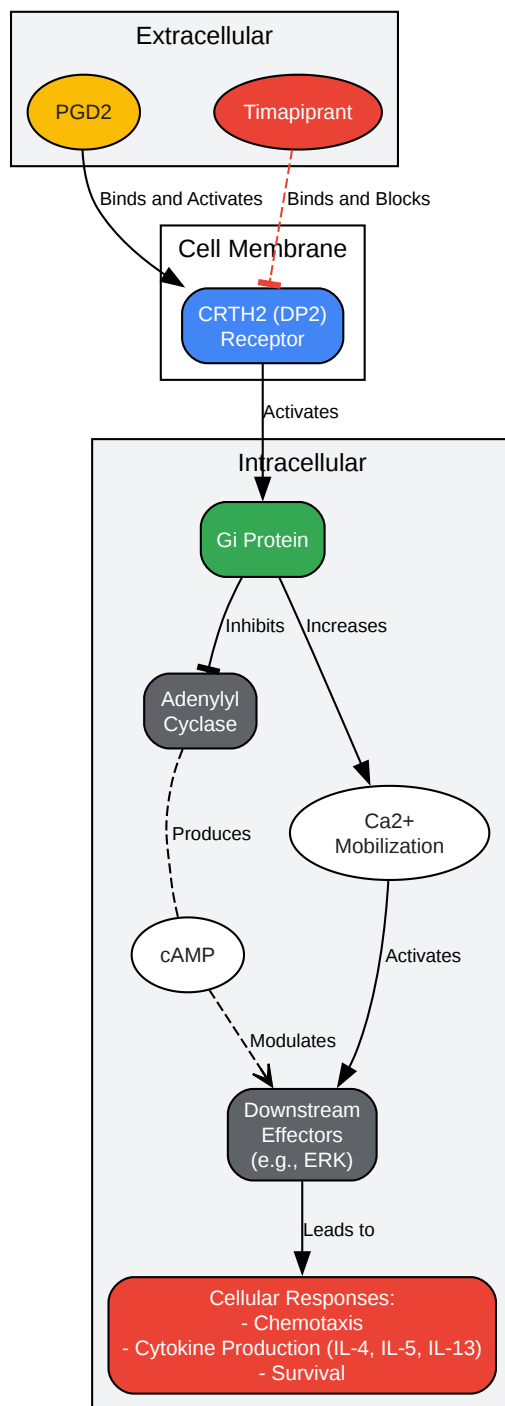 Extracellular
PGD2
Timapiprant
Binds and Activates
Binds and Blocks
Cell Membrane
CRTH2 (DP2)
Receptor
Activates
Intracellular
Gi Protein
Inhibits
Increases
Adenylyl
Cyclase
Ca2+
Mobilization
Produces
cAMP
Activates
Modulates
Downstream
Effectors
(e.g., ERK)
Leads to
Cellular Responses:
- Chemotaxis
- Cytokine Production (IL-4, IL-5, IL-13)
- Survival